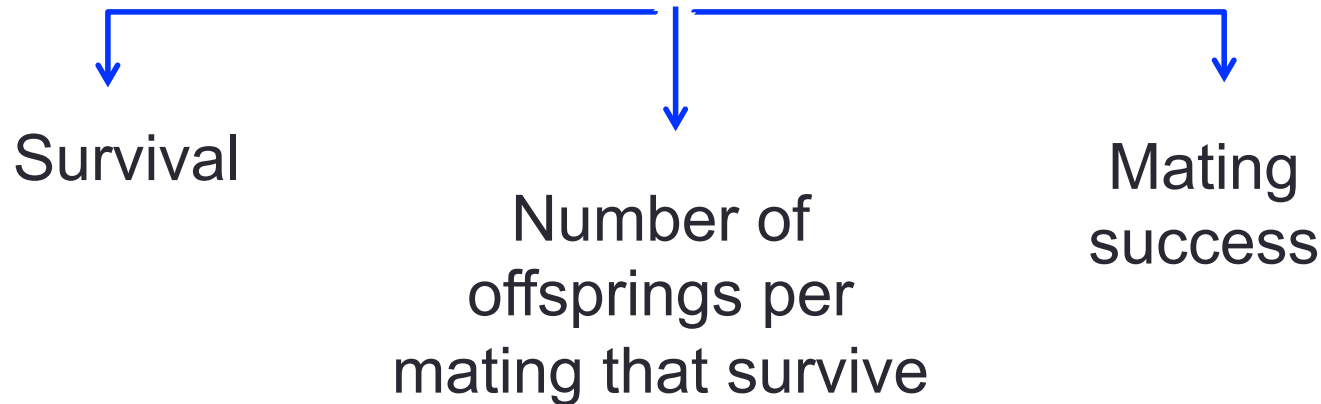 Survival
Number of
offsprings per
mating that survive
Mating
success